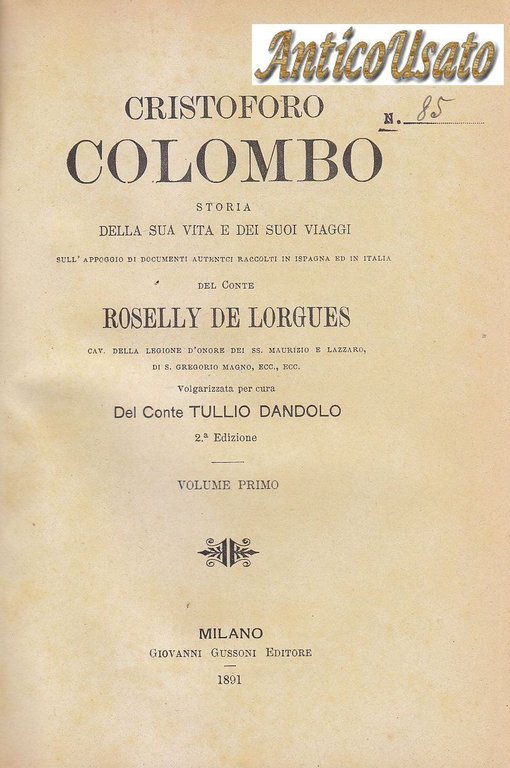 AnticoUsato
N. 85
CRISTOFORO
COLOMBO
STORIA
DELLA SUA VITA E DEI SUOI VIAGGI
SULL' APPOGGIO DI DOCUMENTI AUTENTCI RACCOLTI IN ISPAGNA ED IN ITALIA
DEL CONTE
ROSELLY DE LORGUES
CAV. DELLA LEGIONE D'ONORE DEI SS. MAURIZIO E LAZZARO,
DI S. GREGORIO MAGNO, ECC., ECC.
Volgarizzata per cura
Del Conte TULLIO DANDOLO
2.ª Edizione
VOLUME PRIMO
MILANO
GIOVANNI GUSSONI EDITORE
1891